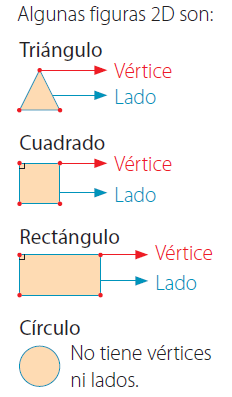 Algunas figuras 2D son:
Triángulo
Vértice
Lado
Cuadrado
Vértice
Lado
Rectángulo
Vértice
Lado
Círculo
No tiene vértices
ni lados.